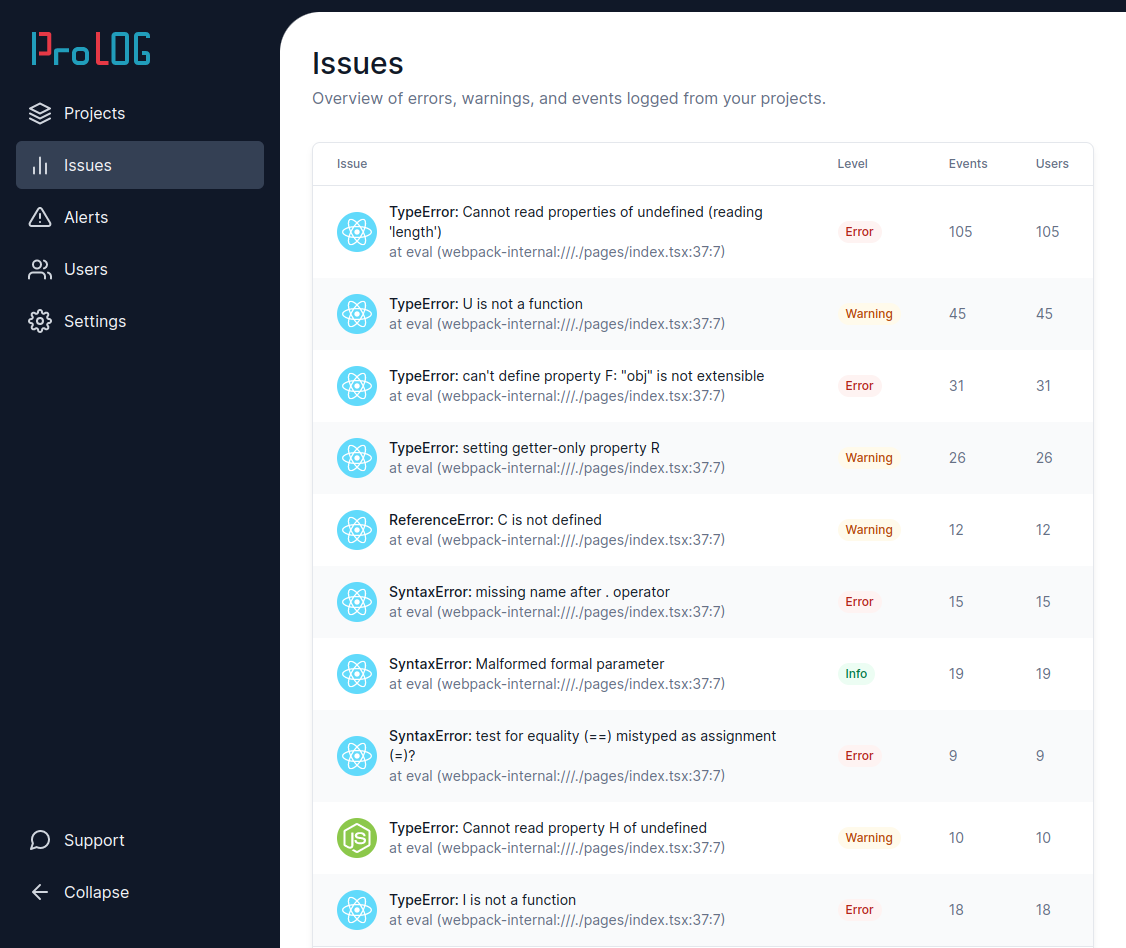 ProLOG
Projects
Issues
Alerts
Users
Settings
Support
Collapse
Issues
Overview of errors, warnings, and events logged from your projects.
Issue Level Events Users
TypeError: Cannot read properties of undefined (reading
'length')
at eval (webpack-internal:///./pages/index.tsx:37:7)
Error 105 105
TypeError: U is not a function
at eval (webpack-internal:///./pages/index.tsx:37:7)
Warning 45 45
TypeError: can't define property F: "obj" is not extensible
at eval (webpack-internal:///./pages/index.tsx:37:7)
Error 31 31
TypeError: setting getter-only property R
at eval (webpack-internal:///./pages/index.tsx:37:7)
Warning 26 26
ReferenceError: C is not defined
at eval (webpack-internal:///./pages/index.tsx:37:7)
Warning 12 12
SyntaxError: missing name after . operator
at eval (webpack-internal:///./pages/index.tsx:37:7)
Error 15 15
SyntaxError: Malformed formal parameter
at eval (webpack-internal:///./pages/index.tsx:37:7)
Info 19 19
SyntaxError: test for equality (==) mistyped as assignment
(=)?
at eval (webpack-internal:///./pages/index.tsx:37:7)
Error 9 9
JS
TypeError: Cannot read property H of undefined
at eval (webpack-internal:///./pages/index.tsx:37:7)
Warning 10 10
TypeError: I is not a function
at eval (webpack-internal:///./pages/index.tsx:37:7)
Error 18 18